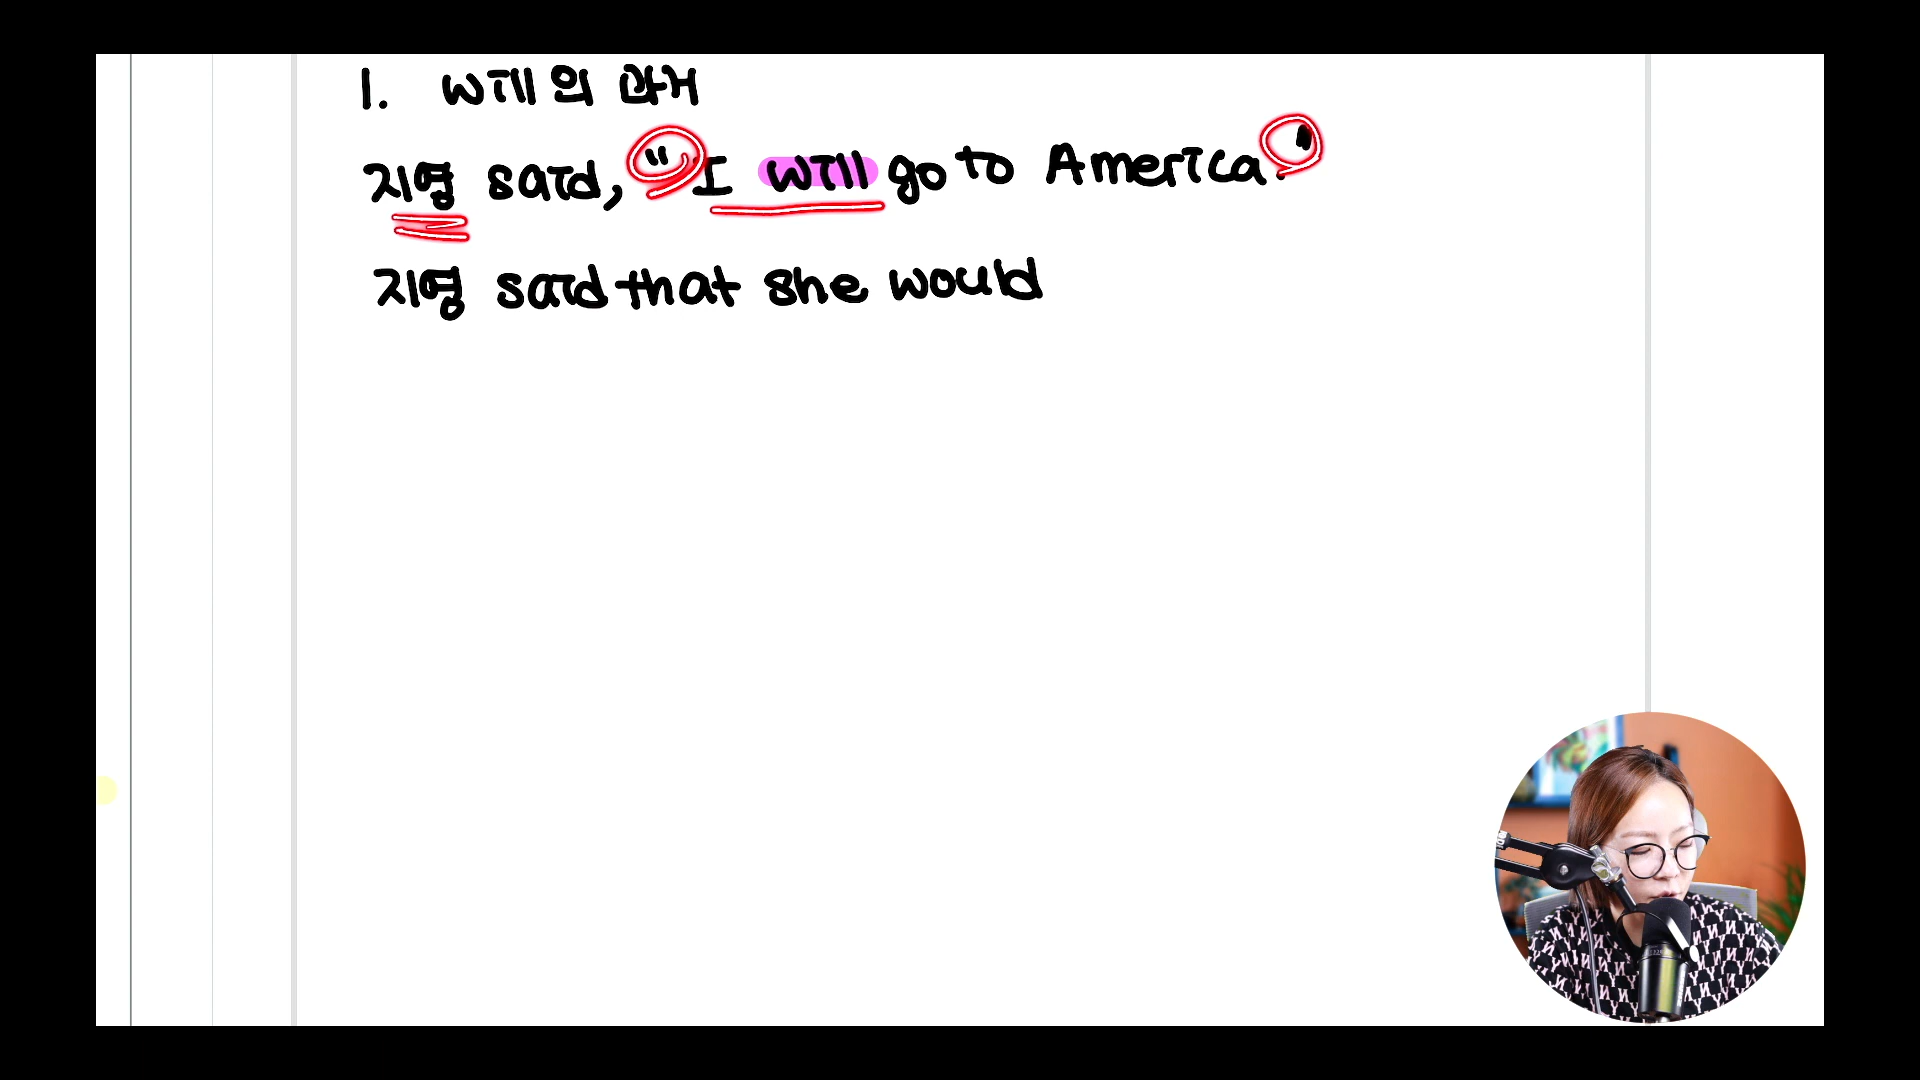 1. will의 과거
지영 said, "I will go to America."
지영 said that she would